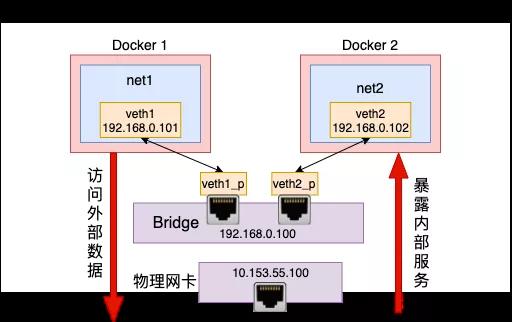 Docker 1
Docker 2
net1
net2
veth1
192.168.0.101
veth2
192.168.0.102
访问外部数据
veth1_p
veth2_p
暴露内部服务
Bridge
192.168.0.100
物理网卡
10.153.55.100